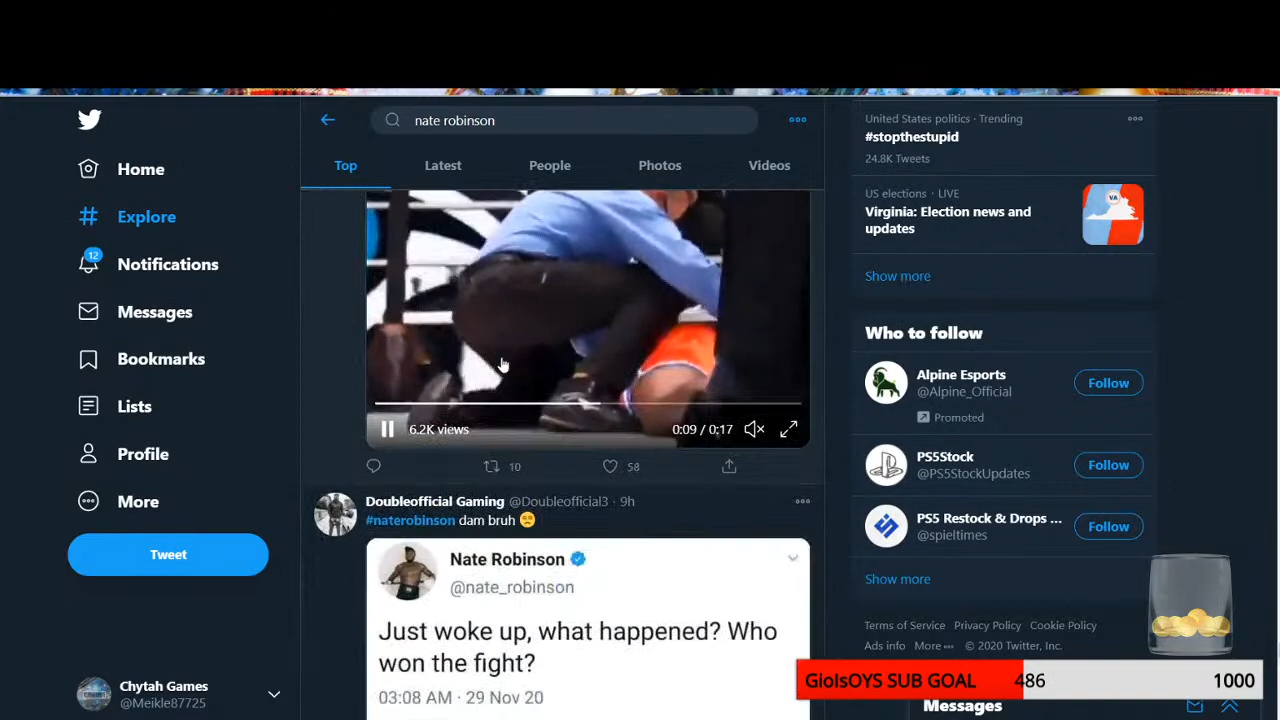 nate robinson
Top
Latest
People
Photos
Videos
Home
Explore
12
Notifications
Messages
Bookmarks
Lists
Profile
More
Tweet
Chytah Games
@Meikle87725
6.2K views
0:09 / 0:17
10
58
Doubleofficial Gaming @Doubleofficial3 · 9h
#naterobinson dam bruh 😒
Nate Robinson
@nate_robinson
Just woke up, what happened? Who
won the fight?
03:08 AM · 29 Nov 20
United States politics · Trending
#stopthestupid
24.8K Tweets
US elections · LIVE
Virginia: Election news and
updates
VA
Show more
Who to follow
Alpine Esports
@Alpine_Official
Promoted
Follow
PS5Stock
@PS5StockUpdates
Follow
PS5 Restock & Drops ...
@spieltimes
Follow
Show more
Terms of Service Privacy Policy Cookie Policy
Ads info More ··· © 2020 Twitter, Inc.
GioIsOYS SUB GOAL 486 1000
Messages